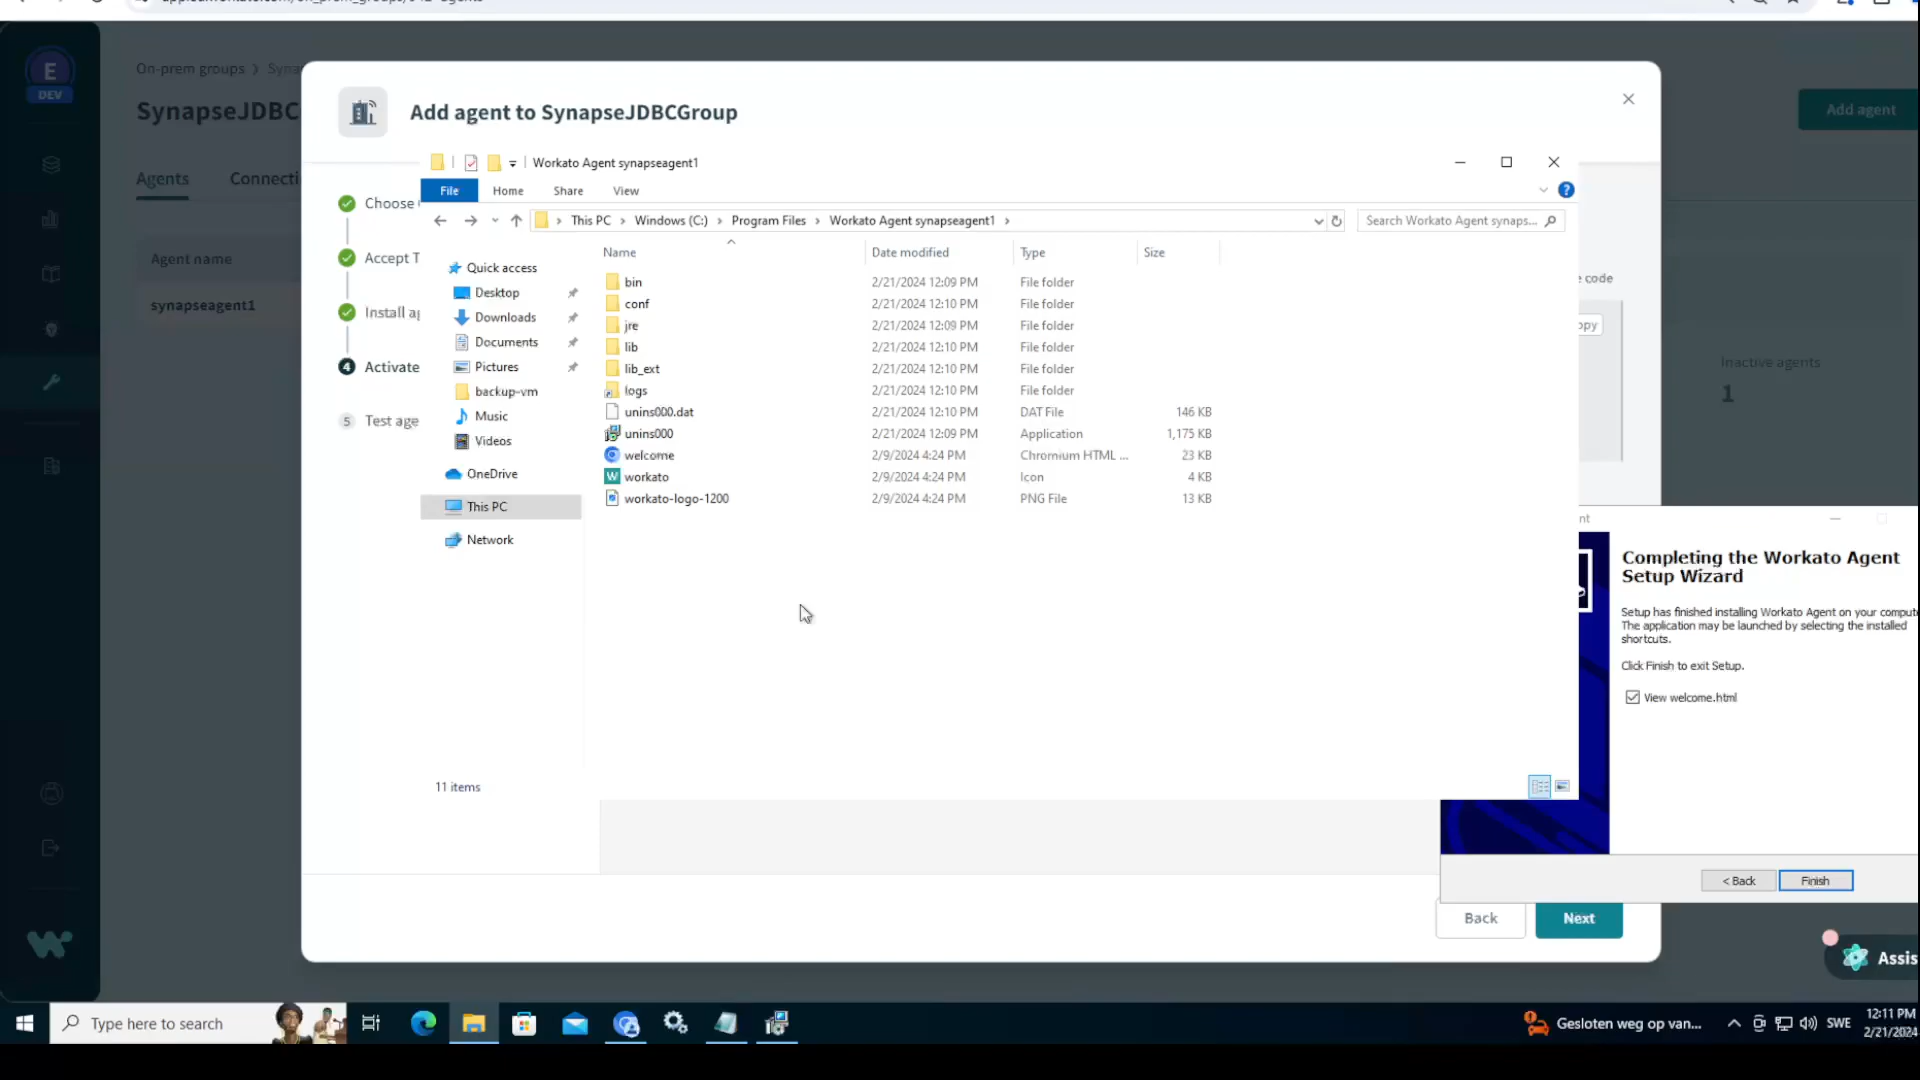 E
DEV
On-prem groups
SynapseJDBC
Agents
Connecti
Agent name
synapseagent1
Add agent
Inactive agents
1
Add agent to SynapseJDBCGroup
Choose
Accept T
Install ag
4 Activate
5 Test age
e code
opy
Workato Agent synapseagent1
File Home Share View
This PC Windows (C:) Program Files Workato Agent synapseagent1
Search Workato Agent synaps...
Name Date modified Type Size
Quick access
Desktop
Downloads
Documents
Pictures
backup-vm
Music
Videos
OneDrive
This PC
Network
bin 2/21/2024 12:09 PM File folder
conf 2/21/2024 12:10 PM File folder
jre 2/21/2024 12:09 PM File folder
lib 2/21/2024 12:10 PM File folder
lib_ext 2/21/2024 12:10 PM File folder
logs 2/21/2024 12:10 PM File folder
unins000.dat 2/21/2024 12:10 PM DAT File 146 KB
unins000 2/21/2024 12:09 PM Application 1,175 KB
welcome 2/9/2024 4:24 PM Chromium HTML ... 23 KB
workato 2/9/2024 4:24 PM Icon 4 KB
workato-logo-1200 2/9/2024 4:24 PM PNG File 13 KB
11 items
nt
Completing the Workato Agent
Setup Wizard
Setup has finished installing Workato Agent on your compute
The application may be launched by selecting the installed
shortcuts.
Click Finish to exit Setup.
View welcome.html
< Back Finish
Back Next
Assis
Type here to search
Gesloten weg op van...
SWE
12:11 PM
2/21/2024